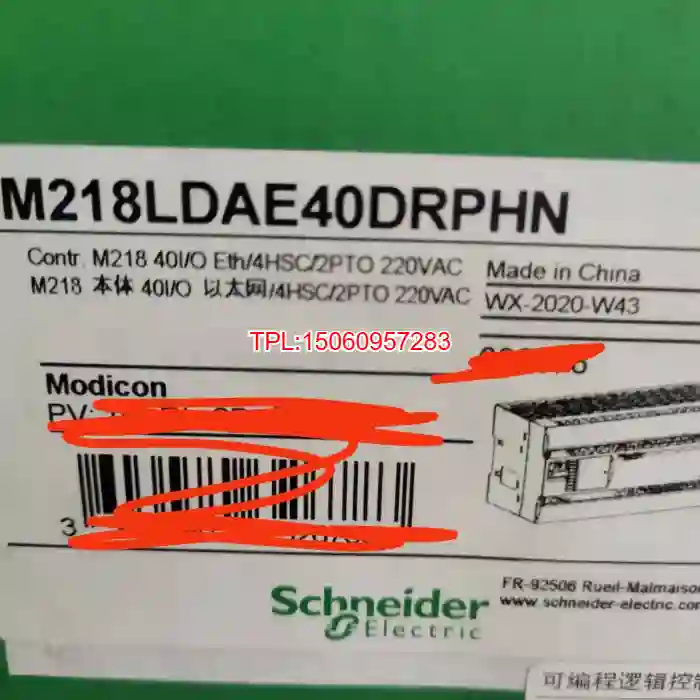 M218LDAE40DRPHN
Contr. M218 40I/O Eth/4HSC/2PTO 220VAC
M218 本体 40I/O 以太网/4HSC/2PTO 220VAC
Made in China
WX-2020-W43
TPL:15060957283
Modicon
PV:
3
Schneider
Electric
FR-92506 Rueil-Malmaison
www.schneider-electric.com
可编程逻辑控